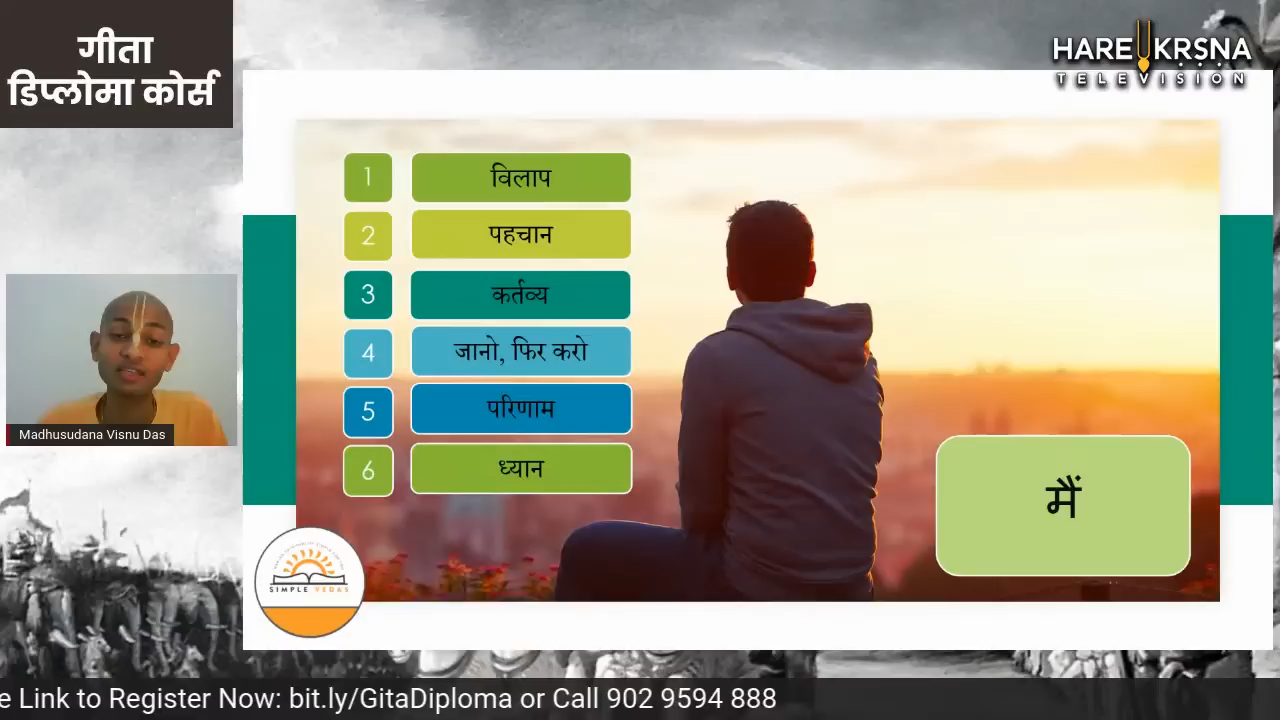 गीता
डिप्लोमा कोर्स
HARE KRSNA
TELEVISION
1 विलाप
2 पहचान
3 कर्तव्य
4 जानो, फिर करो
5 परिणाम
6 ध्यान
मैं
Madhusudana Visnu Das
SIMPLE VEDAS
e Link to Register Now: bit.ly/GitaDiploma or Call 902 9594 888